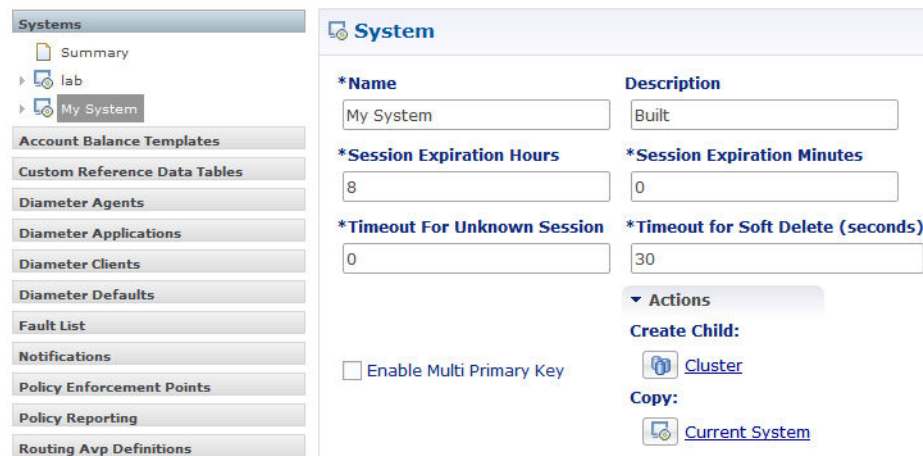 Systems
Summary
lab
My System
Account Balance Templates
Custom Reference Data Tables
Diameter Agents
Diameter Applications
Diameter Clients
Diameter Defaults
Fault List
Notifications
Policy Enforcement Points
Policy Reporting
Routing Avp Definitions
System
*Name
Description
My System
Built
*Session Expiration Hours
*Session Expiration Minutes
8
0
*Timeout For Unknown Session
*Timeout for Soft Delete (seconds)
0
30
Actions
Create Child:
Enable Multi Primary Key
Cluster
Copy:
Current System